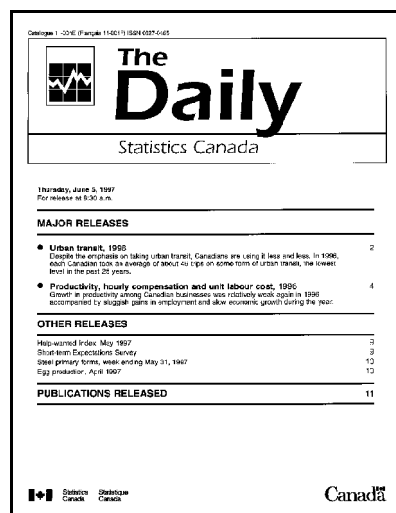 Catalogue 11-001E (Français 11-001F) ISSN 0827-0465
The
Daily
Statistics Canada
Thursday, June 5, 1997
For release at 8:30 a.m.
MAJOR RELEASES
● Urban transit, 1996 2
Despite the emphasis on taking urban transit, Canadians are using it less and less. In 1996,
each Canadian took an average of about 48 trips on some form of urban transit, the lowest
level in the past 25 years.
● Productivity, hourly compensation and unit labour cost, 1996 4
Growth in productivity among Canadian businesses was relatively weak again in 1996
accompanied by sluggish gains in employment and slow economic growth during the year.
OTHER RELEASES
Help-wanted index, May 1997 9
Short-term Expectations Survey 9
Steel primary forms, week ending May 31, 1997 10
Egg production, April 1997 10
PUBLICATIONS RELEASED 11
Statistics Statistique
Canada Canada
Canada